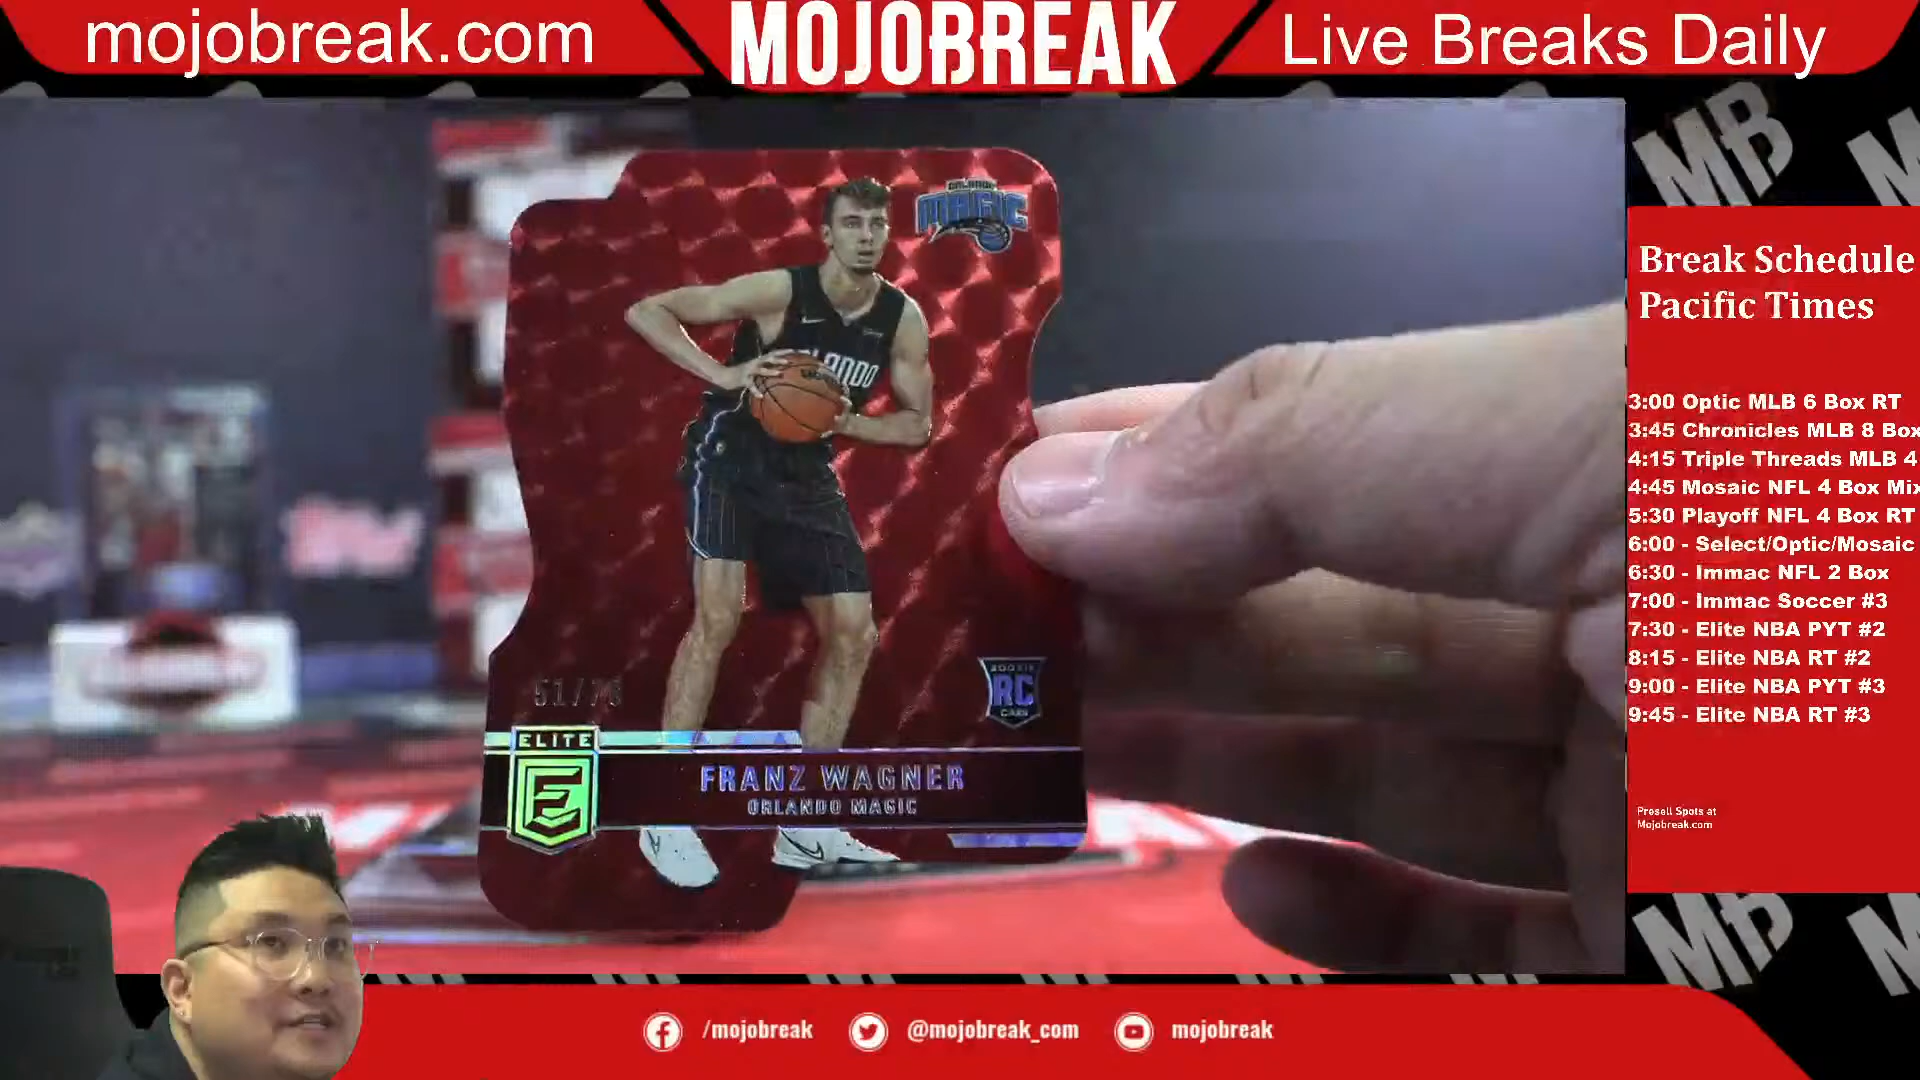 mojobreak.com
MOJOBREAK
Live Breaks Daily
ORLANDO
MAGIC
ORLANDO
ROOKIE
RC
CARD
ELITE
E
FRANZ WAGNER
ORLANDO MAGIC
MB
Break Schedule
Pacific Times
3:00 Optic MLB 6 Box RT
3:45 Chronicles MLB 8 Box
4:15 Triple Threads MLB 4
4:45 Mosaic NFL 4 Box Mix
5:30 Playoff NFL 4 Box RT
6:00 - Select/Optic/Mosaic
6:30 - Immac NFL 2 Box
7:00 - Immac Soccer #3
7:30 - Elite NBA PYT #2
8:15 - Elite NBA RT #2
9:00 - Elite NBA PYT #3
9:45 - Elite NBA RT #3
Presell Spots at
Mojobreak.com
MB
/mojobreak
@mojobreak_com
mojobreak